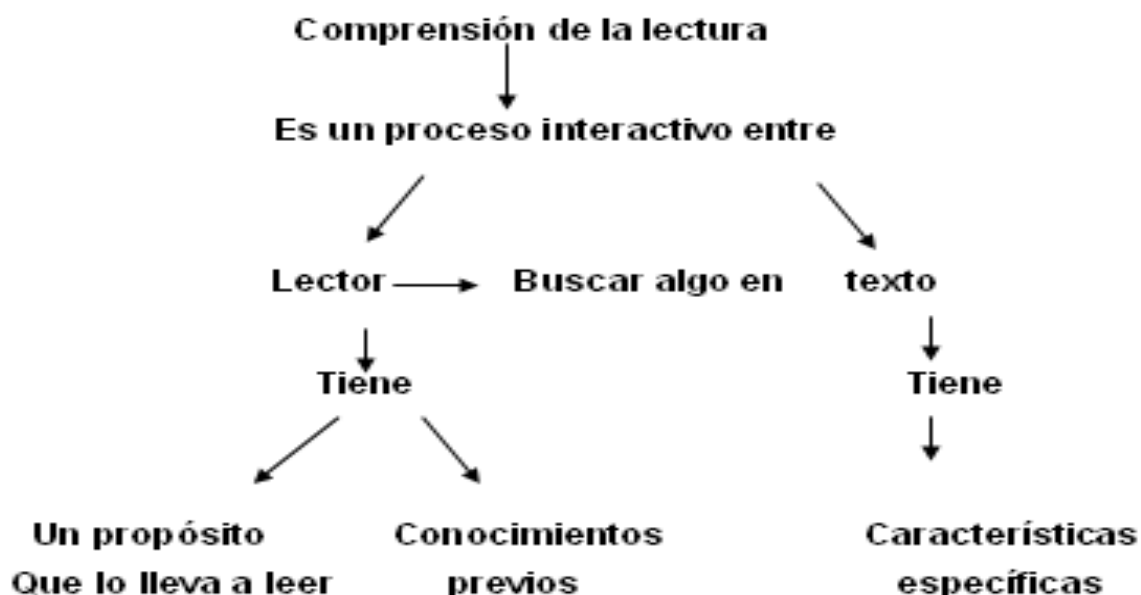 Comprensión de la lectura
Es un proceso interactivo entre
Lector Buscar algo en texto
Tiene Tiene
Un propósito Conocimientos Características
Que lo lleva a leer previos específicas